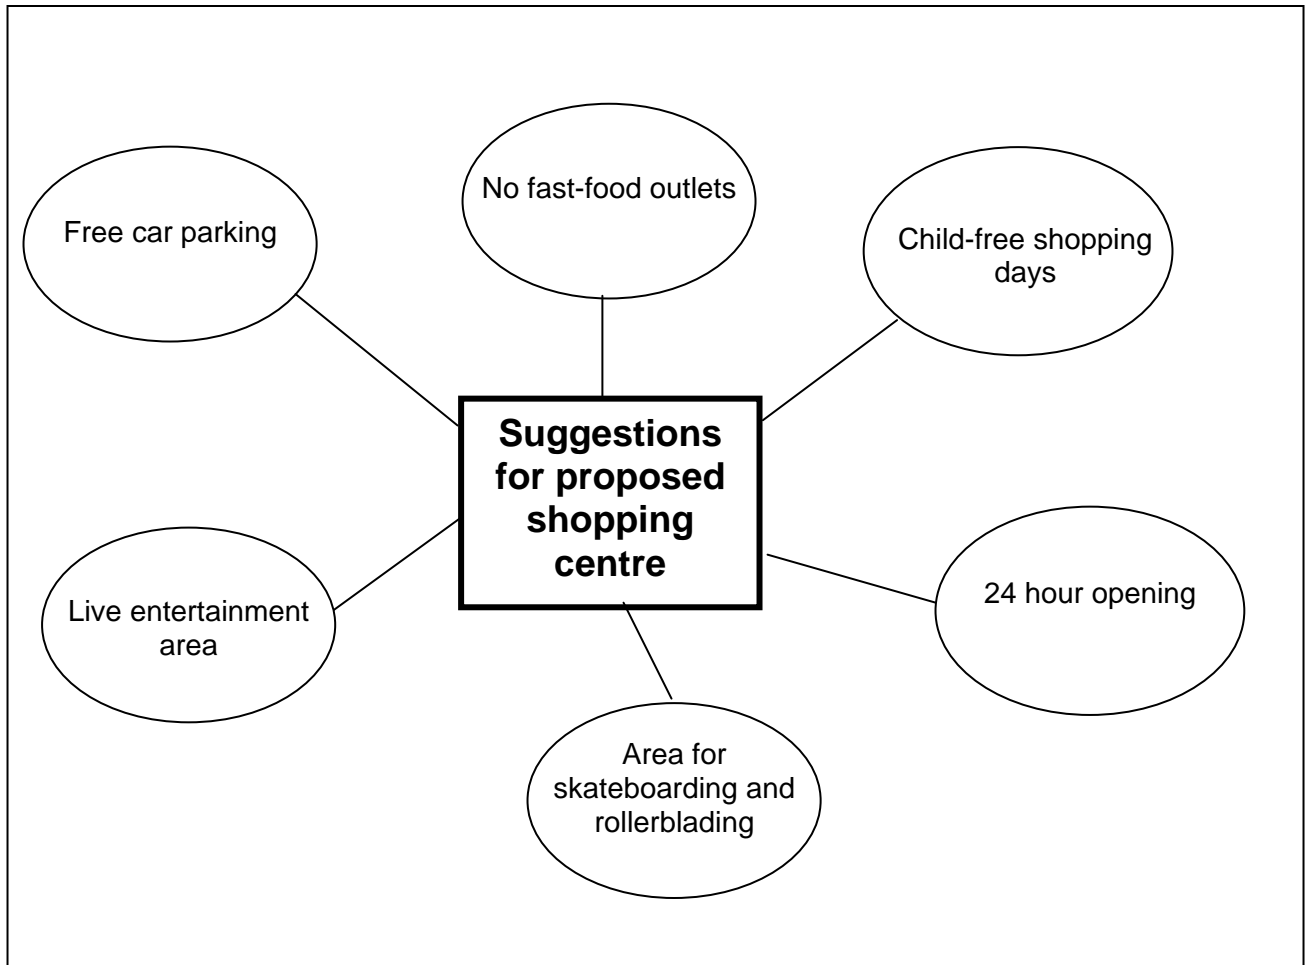 No fast-food outlets
Free car parking
Child-free shopping
days
Suggestions
for proposed
shopping
centre
Live entertainment
area
24 hour opening
Area for
skateboarding and
rollerblading